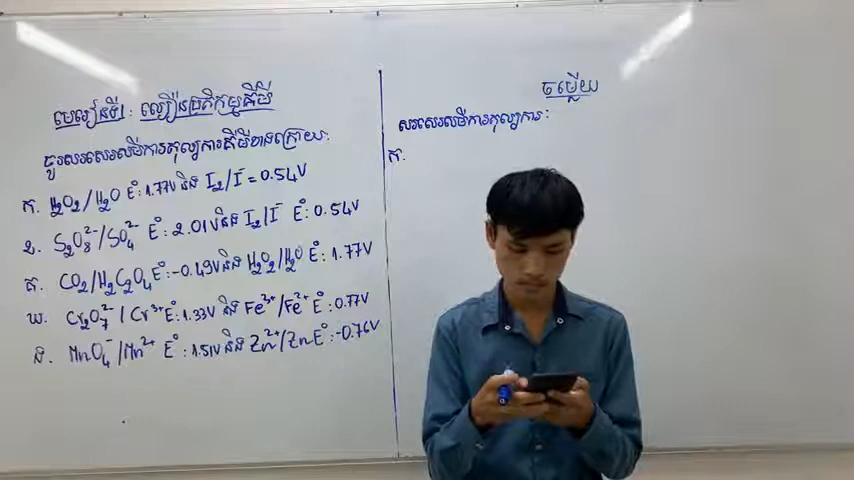 មេរៀនទី1: ល្បឿនប្រតិកម្មគីមី
ចូរសរសេរសមីការតុល្យការគីមីខាងក្រោយ:
ក. H₂O₂/H₂O E°: 1.77V និង I₂/I⁻ = 0.54V
ខ. S₂O₈²⁻/SO₄²⁻ E°: 2.01V និង I₂/I⁻ E°: 0.54V
គ. CO₂/H₂C₂O₄ E°: -0.49V និង H₂O₂/H₂O E°: 1.77V
ឃ. Cr₂O₇²⁻/Cr³⁺ E°: 1.33V និង Fe³⁺/Fe²⁺ E°: 0.77V
ង. MnO₄⁻/Mn²⁺ E°: 1.51V និង Zn²⁺/Zn E°: -0.76V
ចម្លើយ
សរសេរសមីការតុល្យការ:
ក.